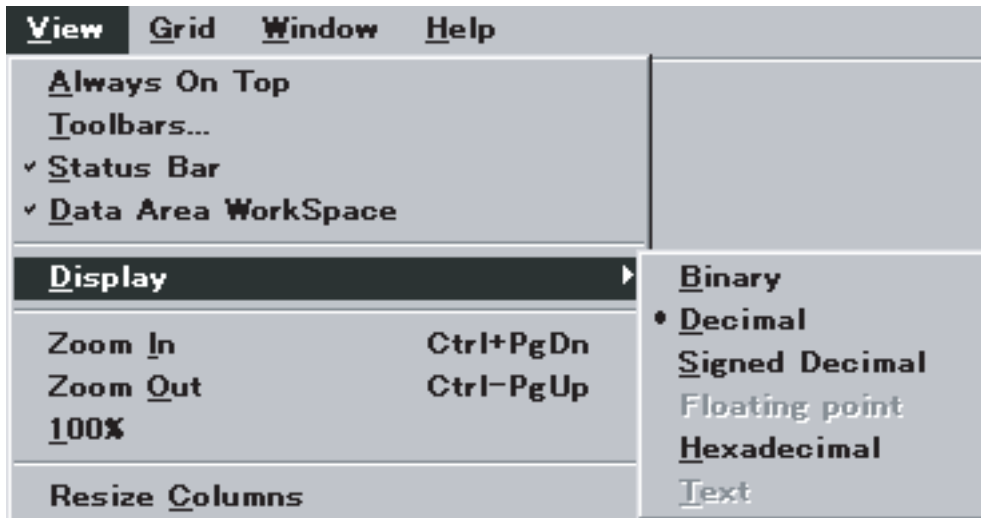 View Grid Window Help
Always On Top
Toolbars...
Status Bar
Data Area WorkSpace
Display
Zoom In Ctrl+PgDn
Zoom Out Ctrl-PgUp
100%
Resize Columns
Binary
Decimal
Signed Decimal
Floating point
Hexadecimal
Text